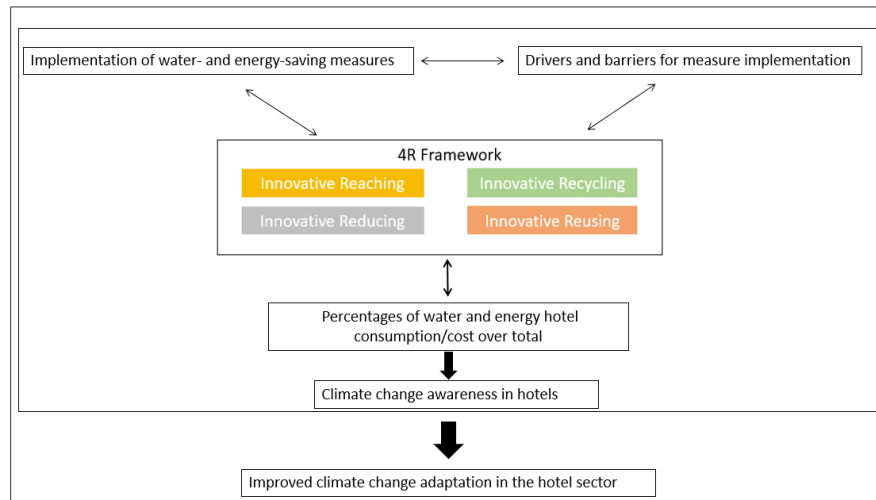 Implementation of water- and energy-saving measures
Drivers and barriers for measure implementation
4R Framework
Innovative Reaching
Innovative Recycling
Innovative Reducing
Innovative Reusing
Percentages of water and energy hotel
consumption/cost over total
Climate change awareness in hotels
Improved climate change adaptation in the hotel sector